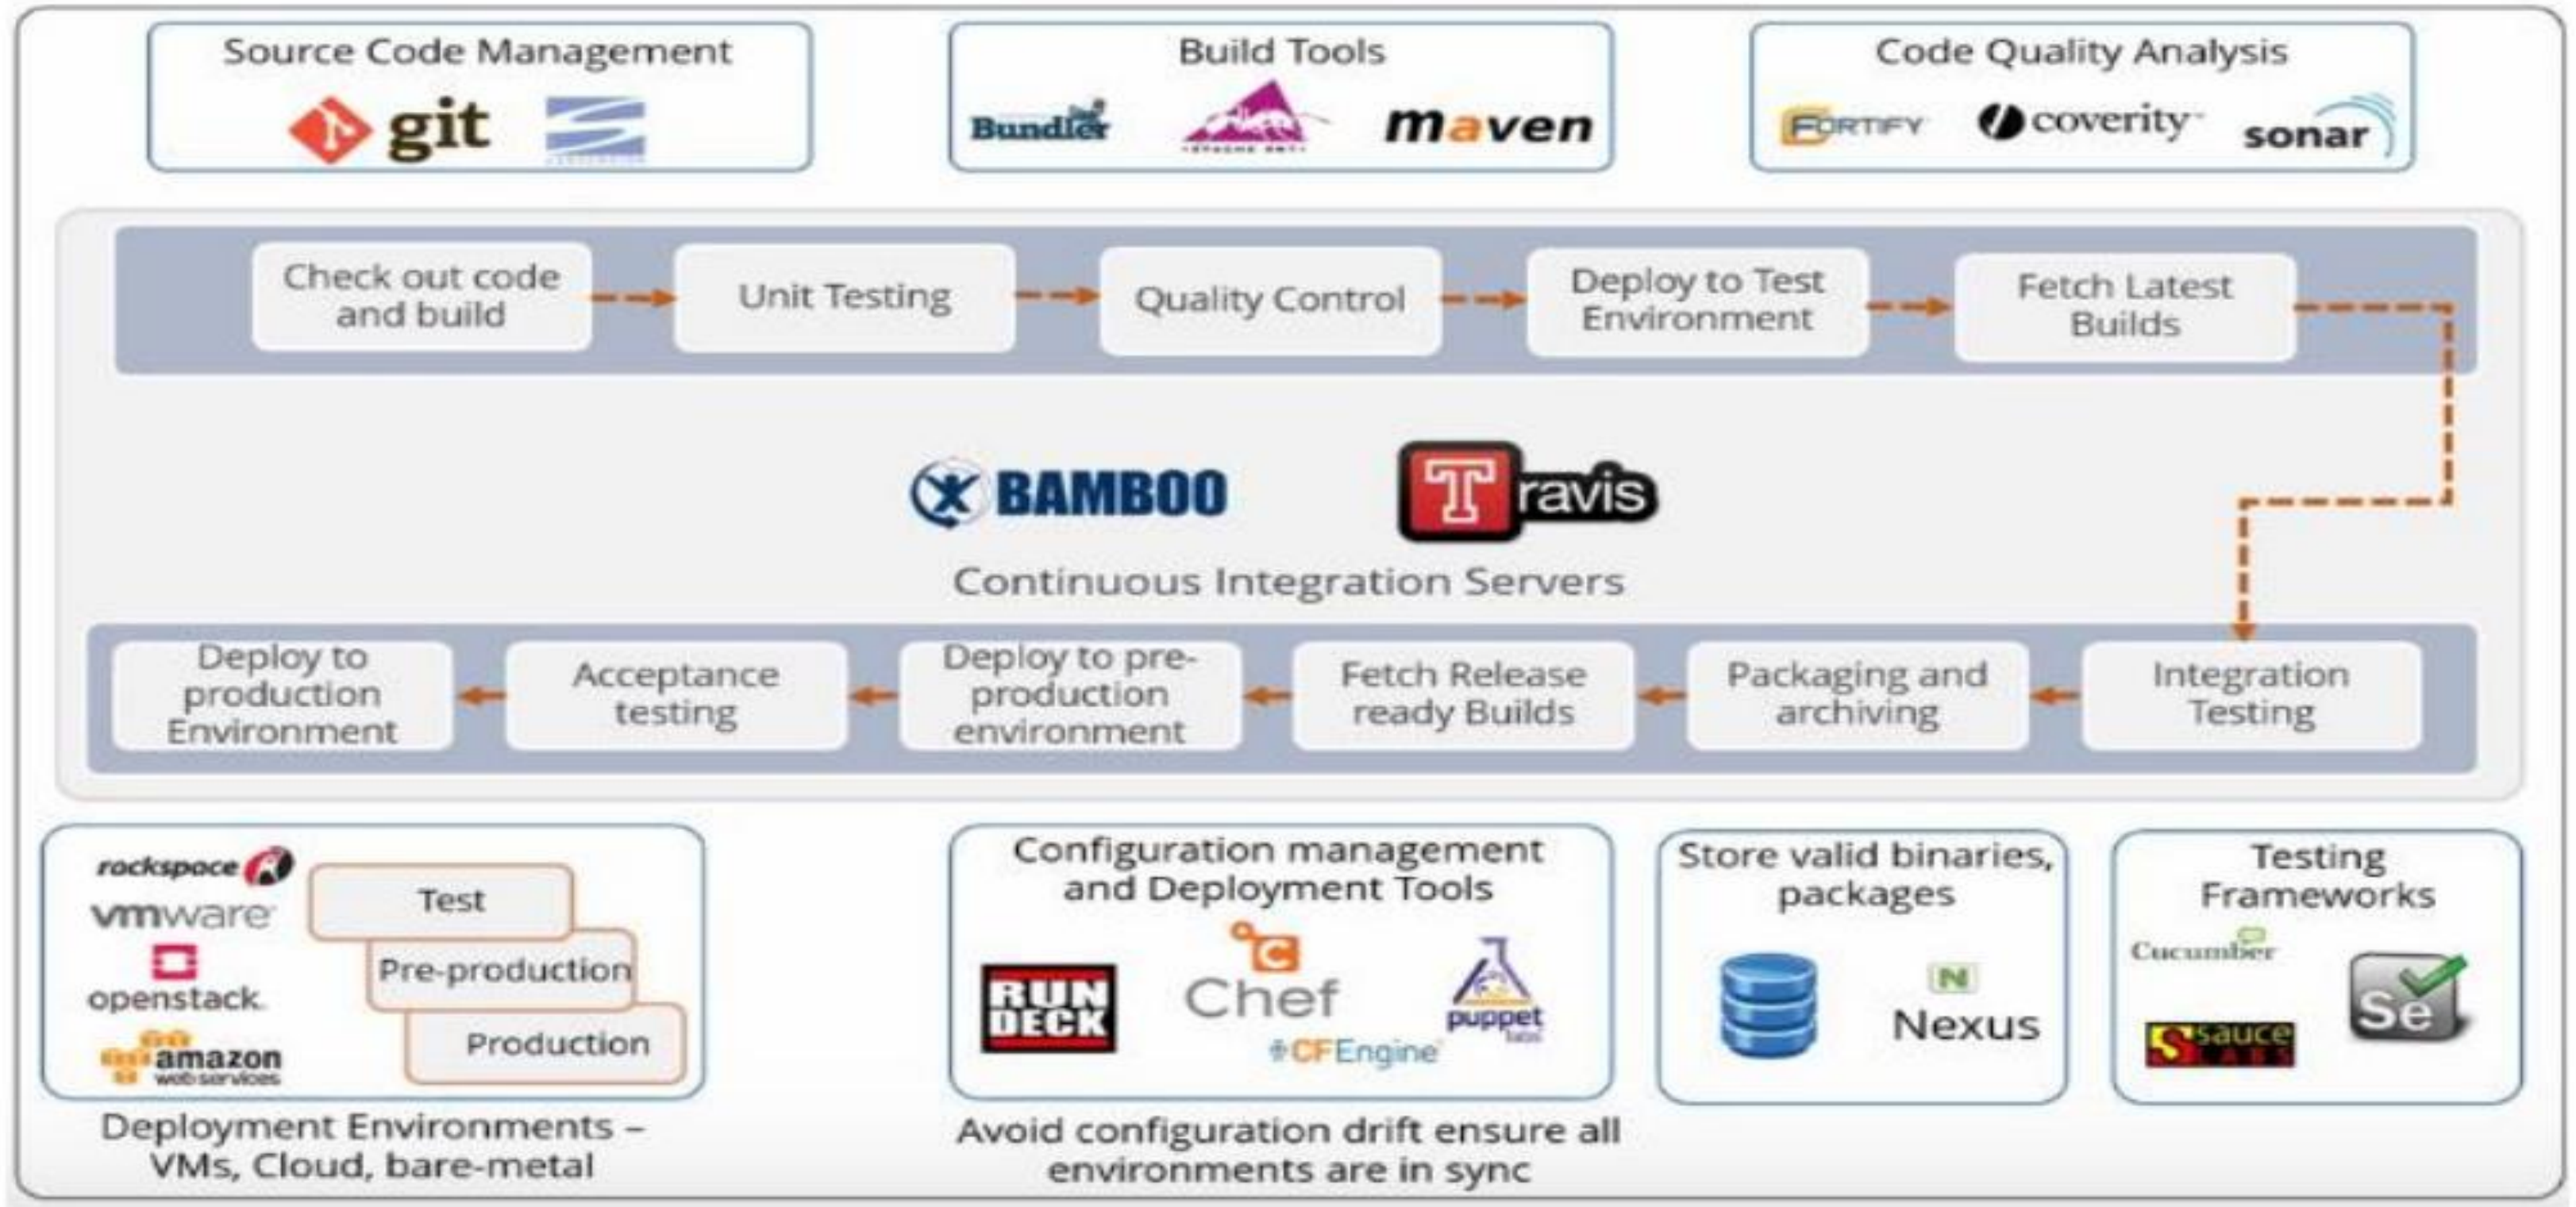 Source Code Management
git
Build Tools
Bundler
maven
Code Quality Analysis
FORTIFY
coverity
sonar
Check out code
and build
Unit Testing
Quality Control
Deploy to Test
Environment
Fetch Latest
Builds
BAMBOO
Travis
Continuous Integration Servers
Deploy to
production
Environment
Acceptance
testing
Deploy to pre-
production
environment
Fetch Release
ready Builds
Packaging and
archiving
Integration
Testing
rackspace
vmware
openstack.
amazon
web services
Test
Pre-production
Production
Deployment Environments –
VMs, Cloud, bare-metal
Configuration management
and Deployment Tools
RUN
DECK
Chef
puppet
labs
CFEngine
Avoid configuration drift ensure all
environments are in sync
Store valid binaries,
packages
N
Nexus
Testing
Frameworks
Cucumber
sauce
LABS
Se